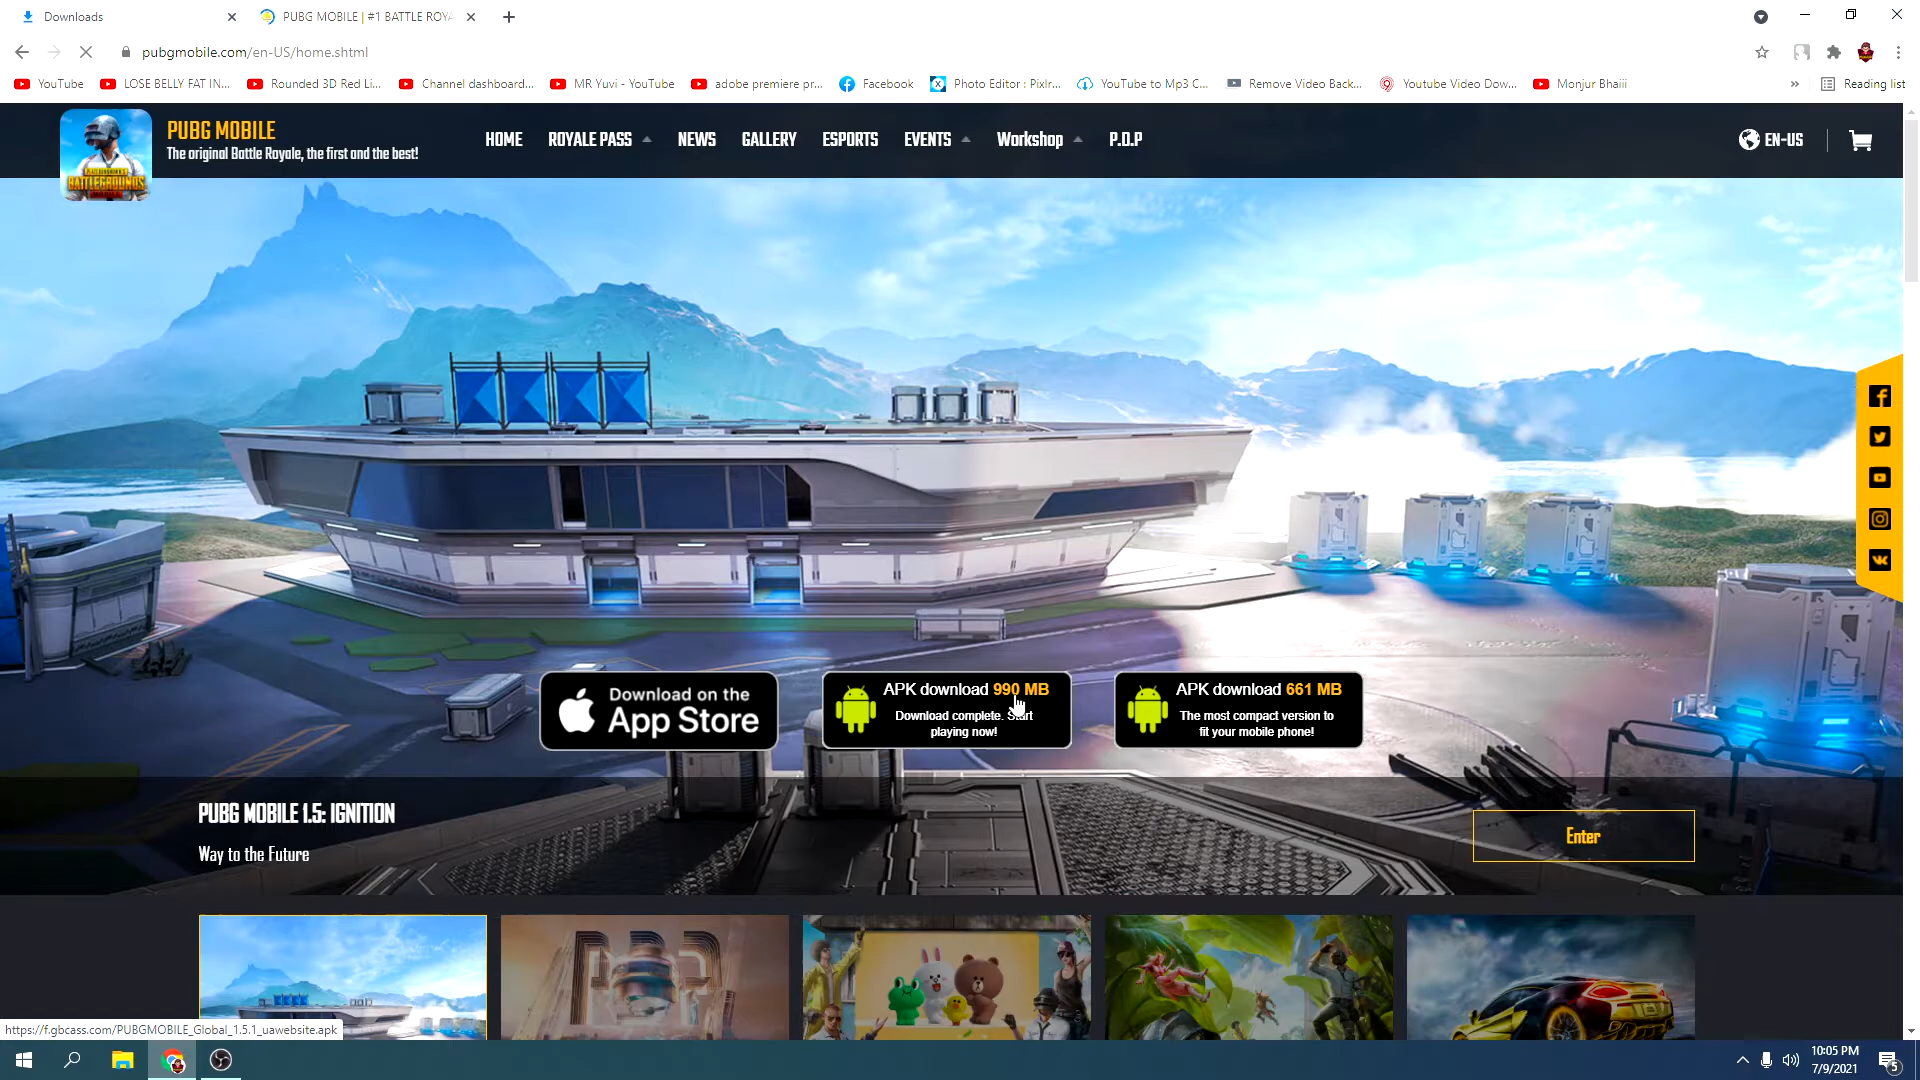 Downloads
PUBG MOBILE | #1 BATTLE ROYA
pubgmobile.com/en-US/home.shtml
YouTube
LOSE BELLY FAT IN...
Rounded 3D Red Li...
Channel dashboard...
MR Yuvi - YouTube
adobe premiere pr...
Facebook
Photo Editor : Pixlr...
YouTube to Mp3 C...
Remove Video Back...
Youtube Video Dow...
Monjur Bhaiii
»
Reading list
PUBG MOBILE
The original Battle Royale, the first and the best!
HOME
ROYALE PASS
NEWS
GALLERY
ESPORTS
EVENTS
Workshop
P.D.P
EN-US
BATTLEGROUNDS
Download on the
App Store
APK download 990 MB
Download complete. Start
playing now!
APK download 661 MB
The most compact version to
fit your mobile phone!
PUBG MOBILE 1.5: IGNITION
Way to the Future
Enter
https://f.gbcass.com/PUBGMOBILE_Global_1.5.1_uawebsite.apk
10:05 PM
7/9/2021
5